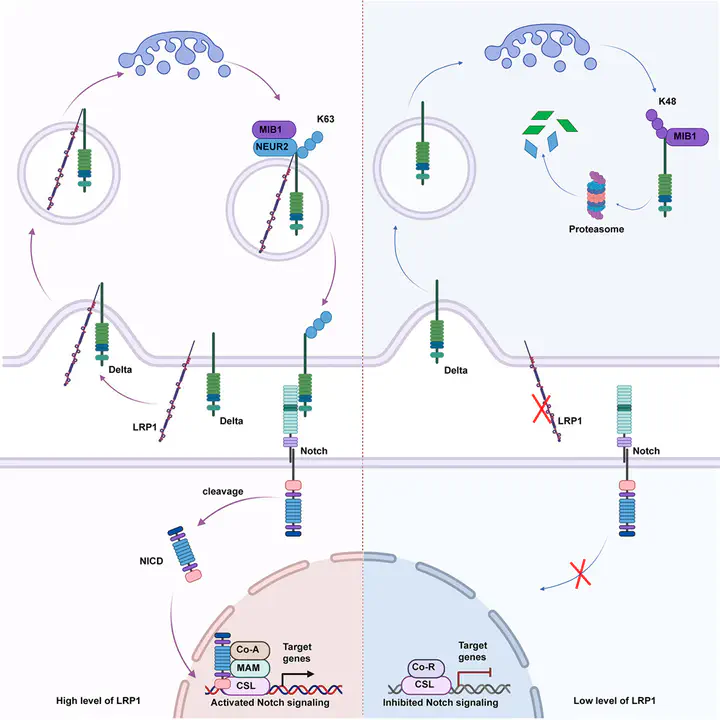 K63
MIB1
NEUR2
Delta
LRP1
Delta
Notch
cleavage
NICD
Co-A
MAM
CSL
Target
genes
Activated Notch signaling
High level of LRP1
K48
MIB1
Proteasome
Delta
LRP1
Notch
Co-R
CSL
Target
genes
Inhibited Notch signaling
Low level of LRP1